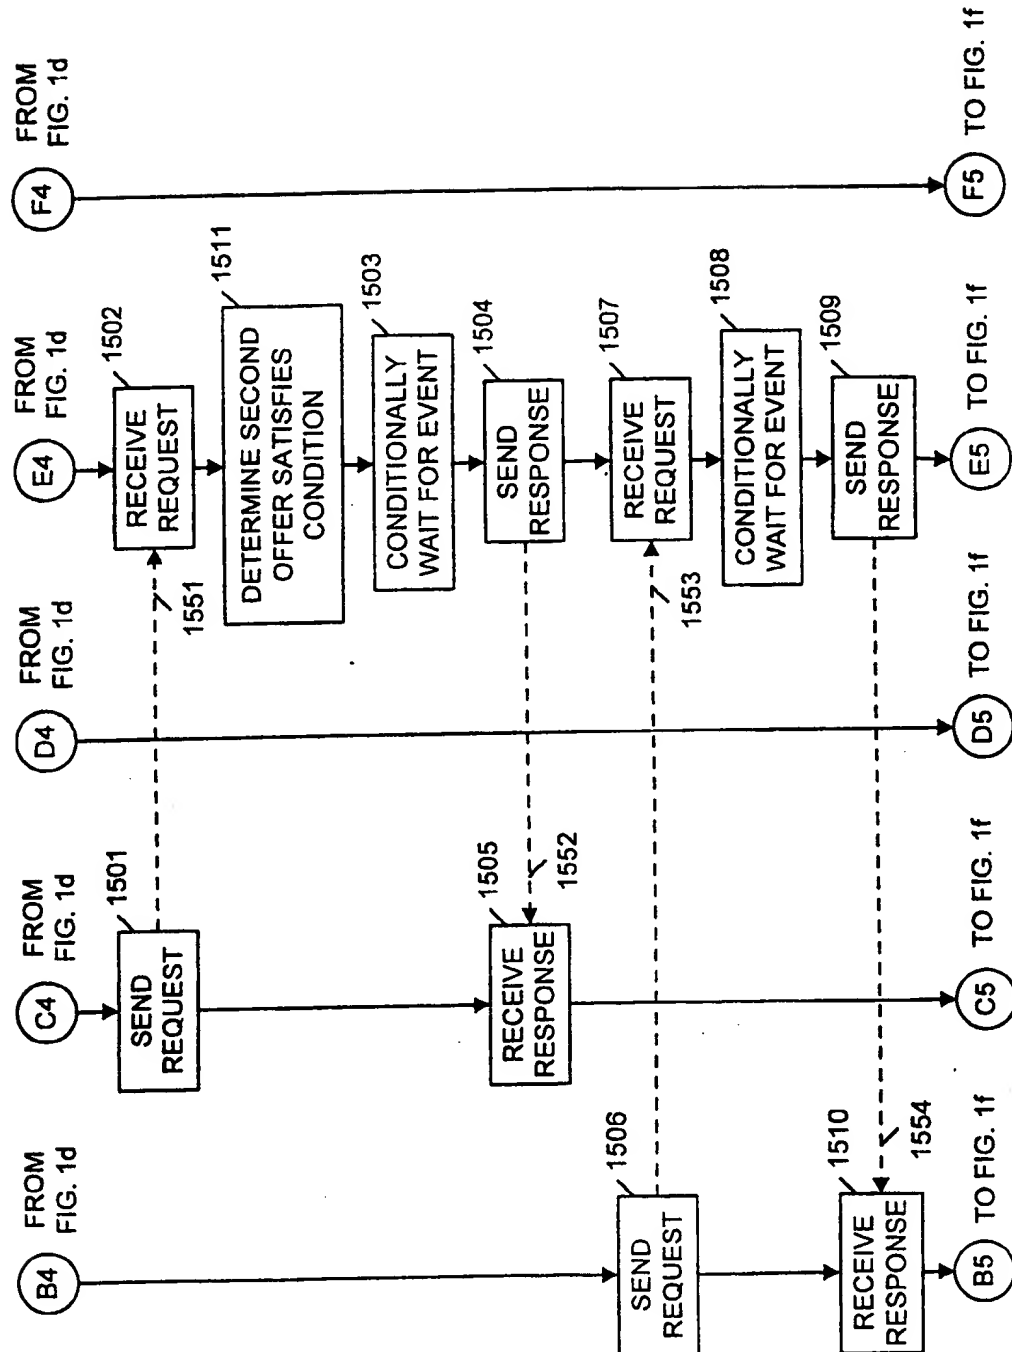 B4
FROM
FIG. 1d
C4
FROM
FIG. 1d
D4
FROM
FIG. 1d
E4
FROM
FIG. 1d
F4
FROM
FIG. 1d
1501
SEND
REQUEST
1551
1502
RECEIVE
REQUEST
1511
DETERMINE SECOND
OFFER SATISFIES
CONDITION
1503
CONDITIONALLY
WAIT FOR EVENT
1504
SEND
RESPONSE
1552
1505
RECEIVE
RESPONSE
1506
SEND
REQUEST
1553
1507
RECEIVE
REQUEST
1508
CONDITIONALLY
WAIT FOR EVENT
1509
SEND
RESPONSE
1554
1510
RECEIVE
RESPONSE
B5
TO FIG. 1f
C5
TO FIG. 1f
D5
TO FIG. 1f
E5
TO FIG. 1f
F5
TO FIG. 1f